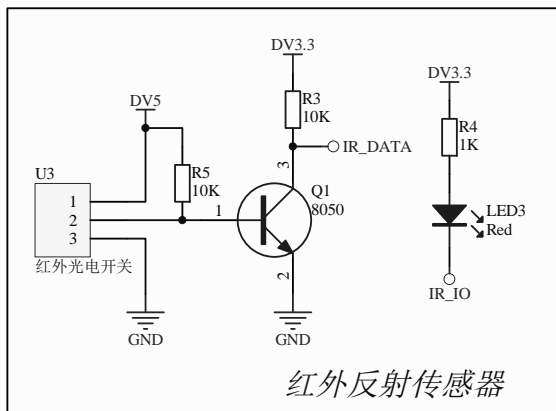 DV3.3
R3
10K
IR_DATA
3
Q1
8050
1
2
GND
DV5
R5
10K
U3
1
2
3
红外光电开关
GND
DV3.3
R4
1K
LED3
Red
IR_IO
红外反射传感器